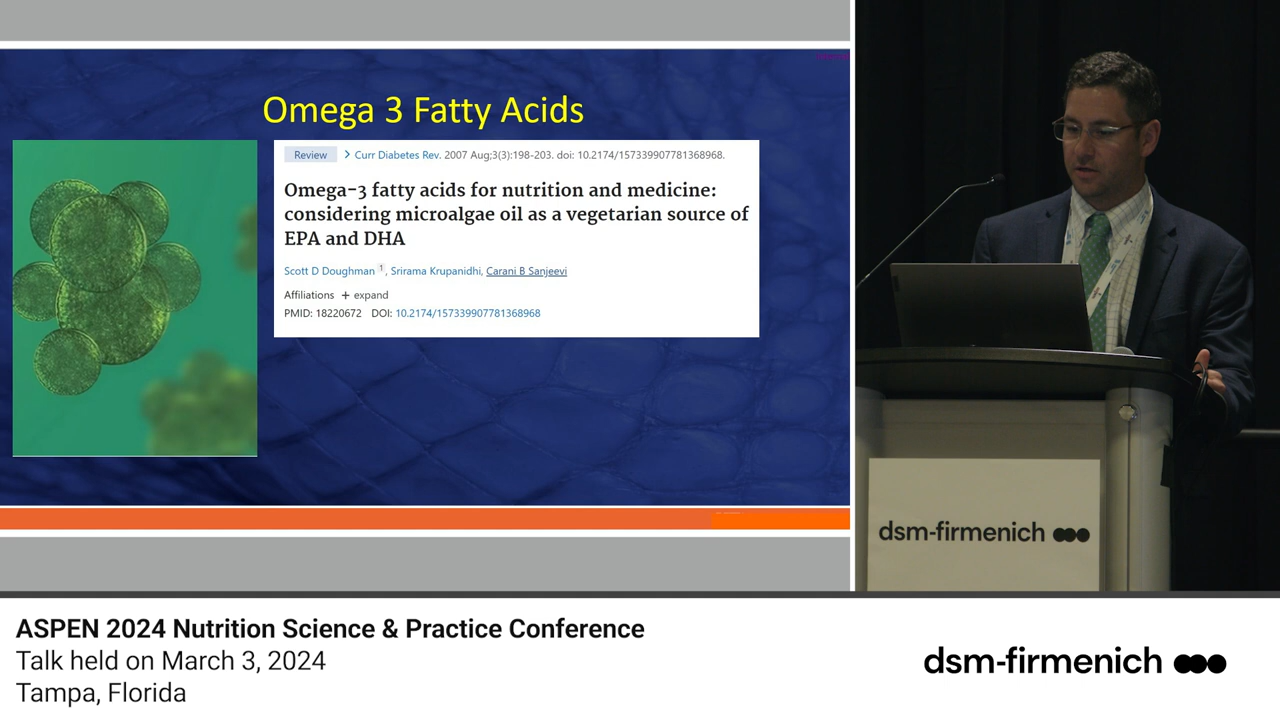 Omega 3 Fatty Acids
Review > Curr Diabetes Rev. 2007 Aug;3(3):198-203. doi: 10.2174/157339907781368968.
Omega-3 fatty acids for nutrition and medicine:
considering microalgae oil as a vegetarian source of
EPA and DHA
Scott D Doughman 1, Srirama Krupanidhi, Carani B Sanjeevi
Affiliations + expand
PMID: 18220672 DOI: 10.2174/157339907781368968
dsm-firmenich
ASPEN 2024 Nutrition Science & Practice Conference
Talk held on March 3, 2024
Tampa, Florida
dsm-firmenich